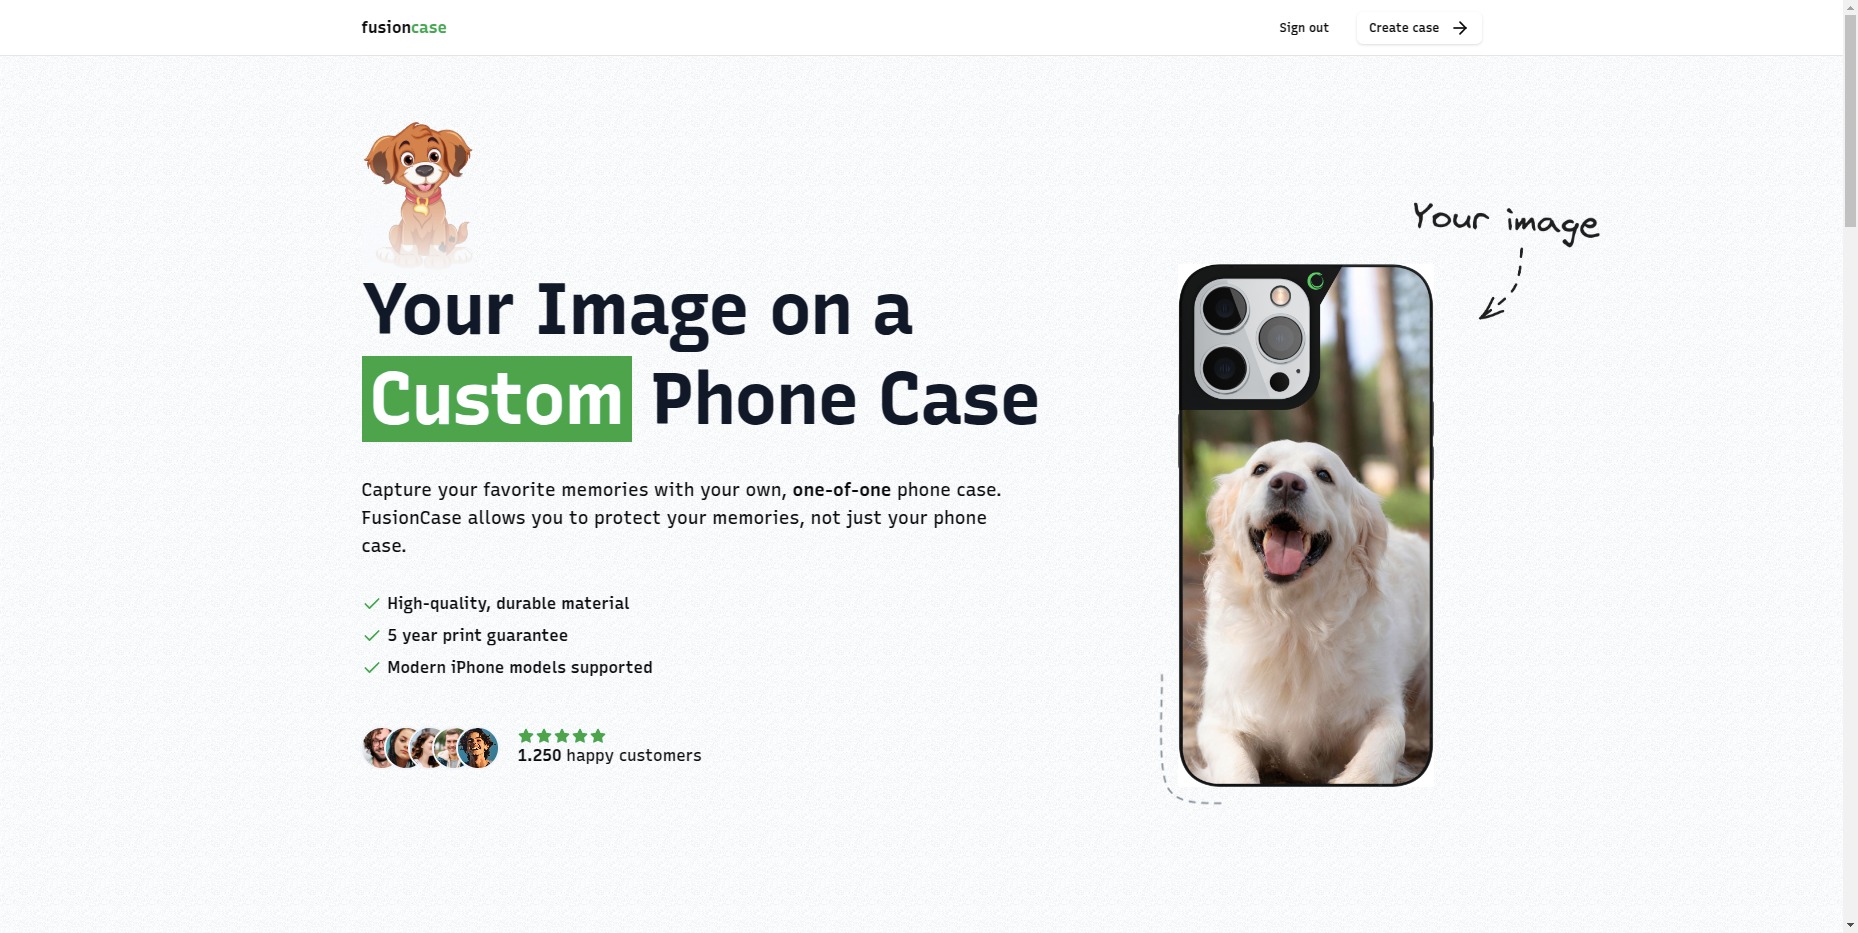 fusioncase
Sign out
Create case
Your image
Your Image on a
Custom Phone Case
Capture your favorite memories with your own, one-of-one phone case.
FusionCase allows you to protect your memories, not just your phone
case.
High-quality, durable material
5 year print guarantee
Modern iPhone models supported
1.250 happy customers